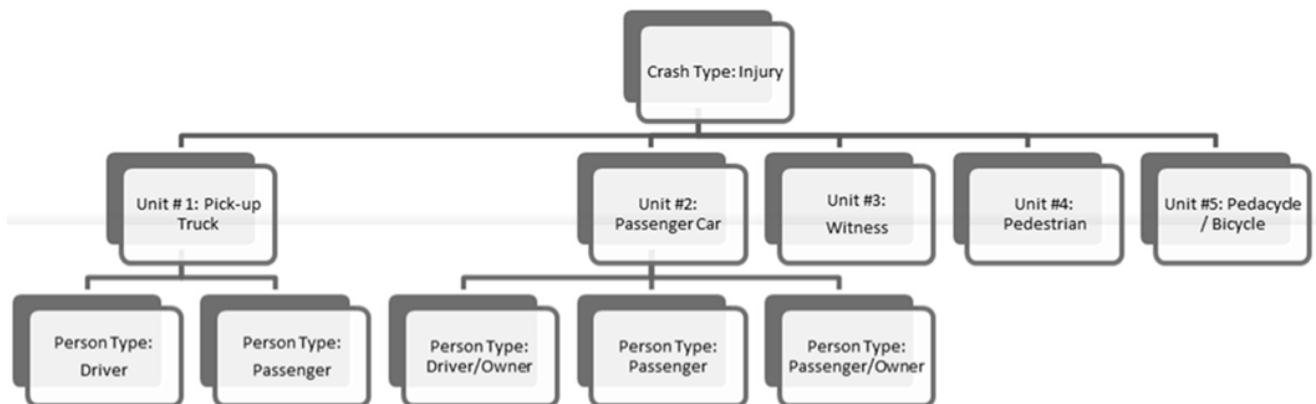 Crash Type: Injury
Unit # 1: Pick-up
Truck
Unit #2:
Passenger Car
Unit #3:
Witness
Unit #4:
Pedestrian
Unit #5: Pedacycle
/ Bicycle
Person Type:
Driver
Person Type:
Passenger
Person Type:
Driver/Owner
Person Type:
Passenger
Person Type:
Passenger/Owner